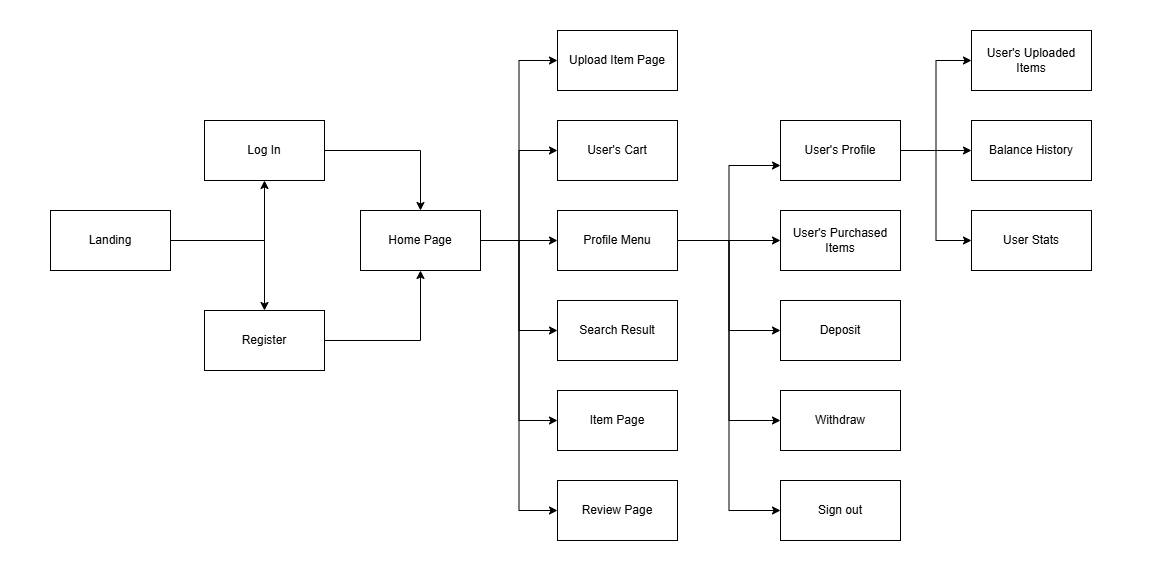 Landing
Log In
Register
Home Page
Upload Item Page
User's Cart
Profile Menu
Search Result
Item Page
Review Page
User's Profile
User's Purchased
Items
Deposit
Withdraw
Sign out
User's Uploaded
Items
Balance History
User Stats